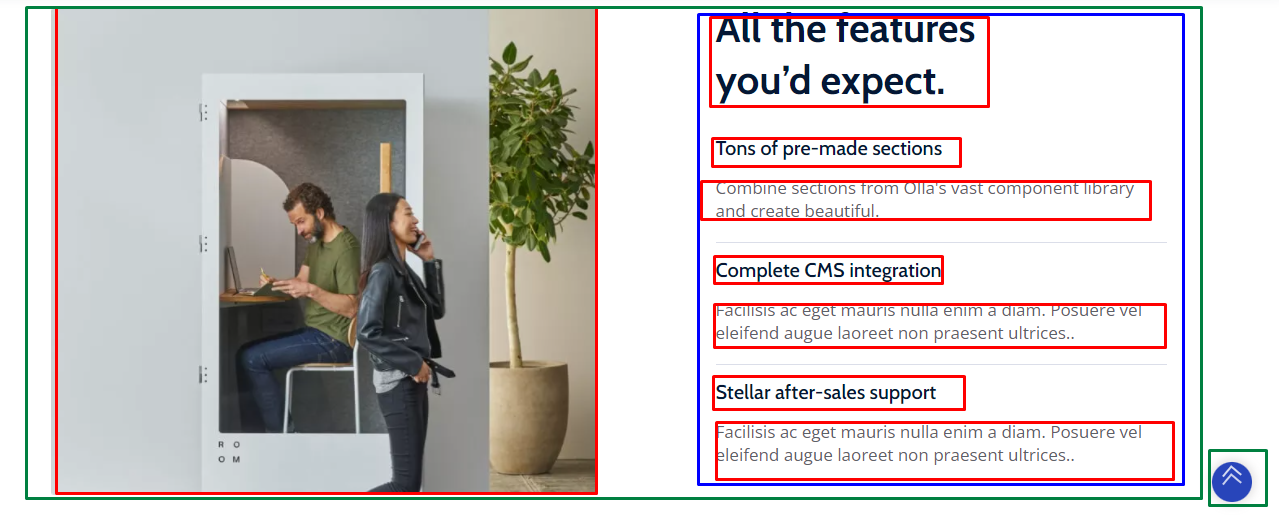 All the features
you’d expect.
Tons of pre-made sections
Combine sections from Olla's vast component library
and create beautiful.
Complete CMS integration
Facilisis ac eget mauris nulla enim a diam. Posuere vel
eleifend augue laoreet non praesent ultrices..
Stellar after-sales support
Facilisis ac eget mauris nulla enim a diam. Posuere vel
eleifend augue laoreet non praesent ultrices..
R O
O M